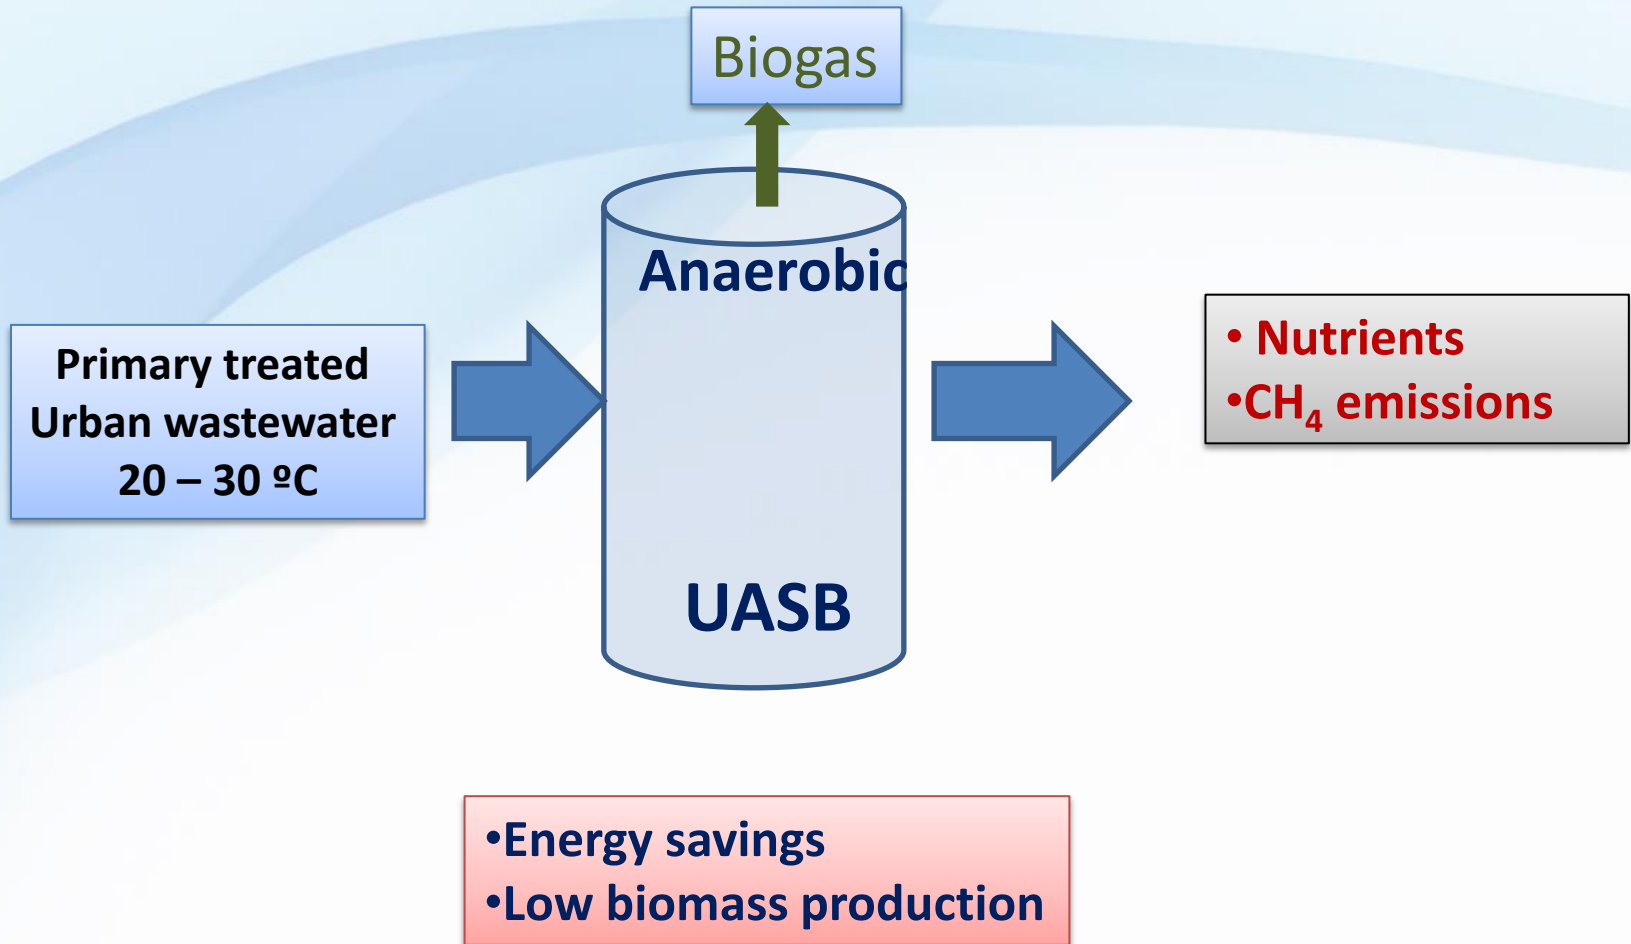 Biogas
Anaerobic
Primary treated
Urban wastewater
20 – 30 ºC
• Nutrients
•CH₄ emissions
UASB
•Energy savings
•Low biomass production